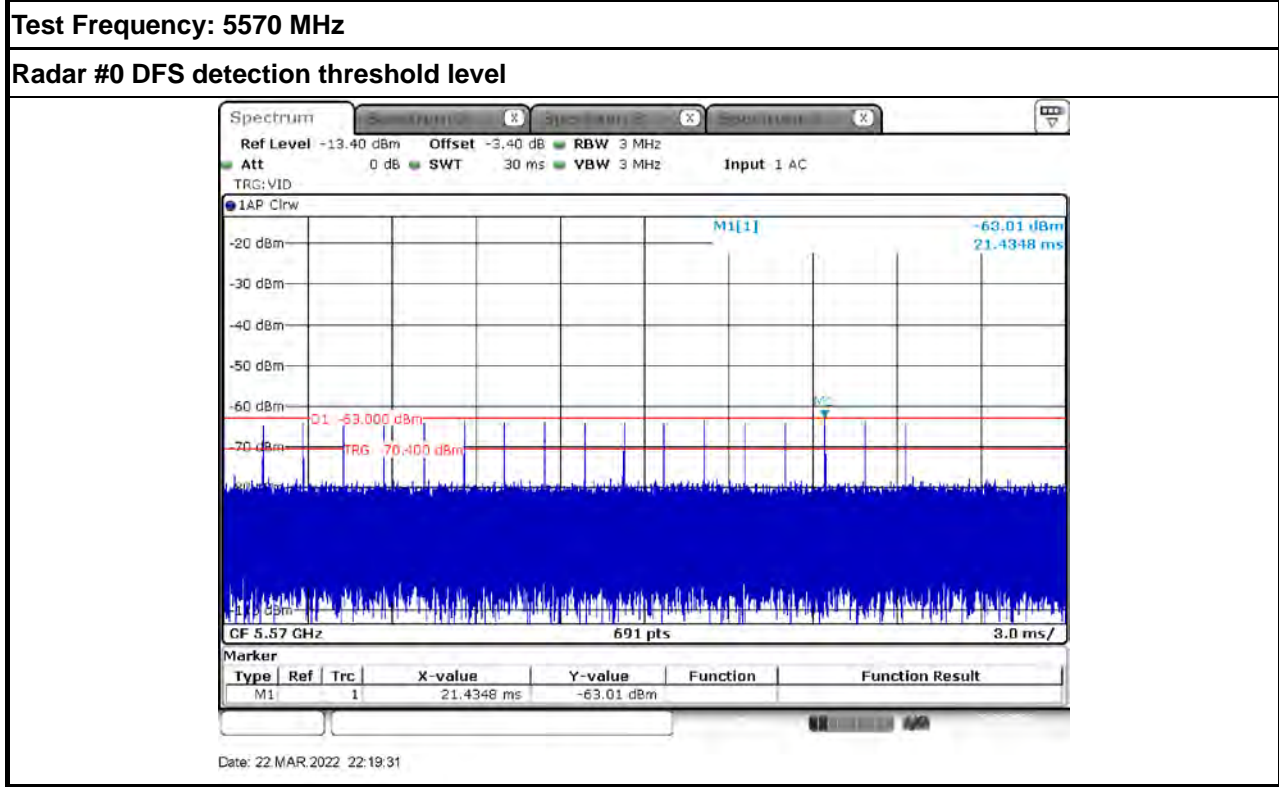 Test Frequency: 5570 MHz
Radar #0 DFS detection threshold level
Spectrum
Ref Level -13.40 dBm Offset -3.40 dB RBW 3 MHz
Att 0 dB SWT 30 ms VBW 3 MHz Input 1 AC
TRG:VID
1AP Clrw
M1[1] -63.01 dBm
21.4348 ms
-20 dBm
-30 dBm
-40 dBm
-50 dBm
-60 dBm
D1 -63.000 dBm
-70 dBm
TRG -70.400 dBm
CF 5.57 GHz 691 pts 3.0 ms/
Marker
Type Ref Trc X-value Y-value Function Function Result
M1 1 21.4348 ms -63.01 dBm
Date: 22.MAR.2022 22:19:31